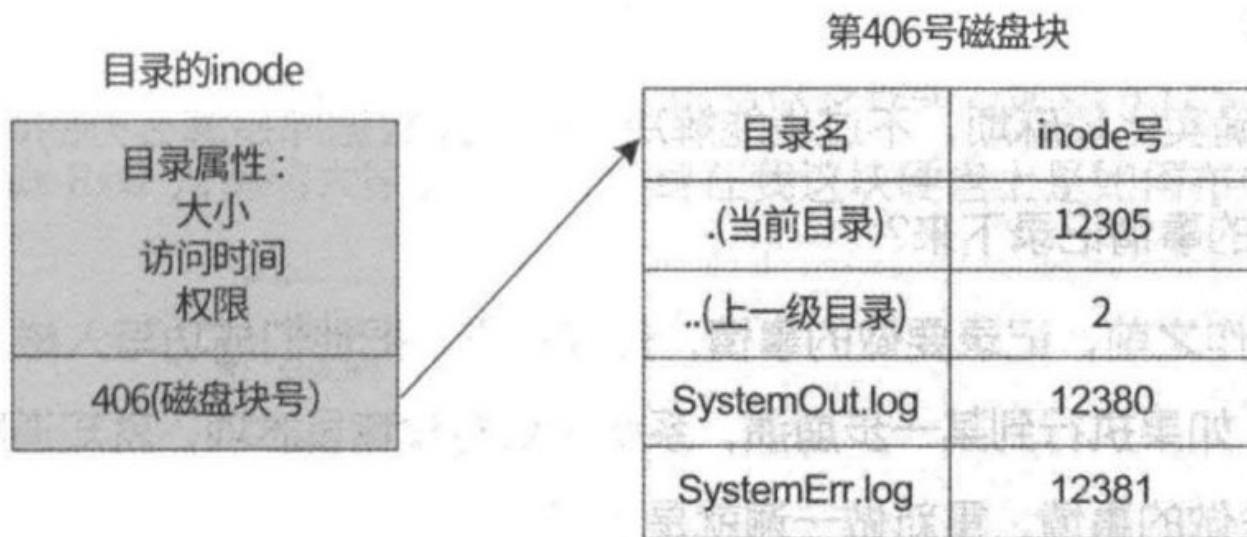 目录的inode
目录属性：
大小
访问时间
权限
406(磁盘块号）
第406号磁盘块
目录名 inode号
.(当前目录) 12305
..(上一级目录) 2
SystemOut.log 12380
SystemErr.log 12381